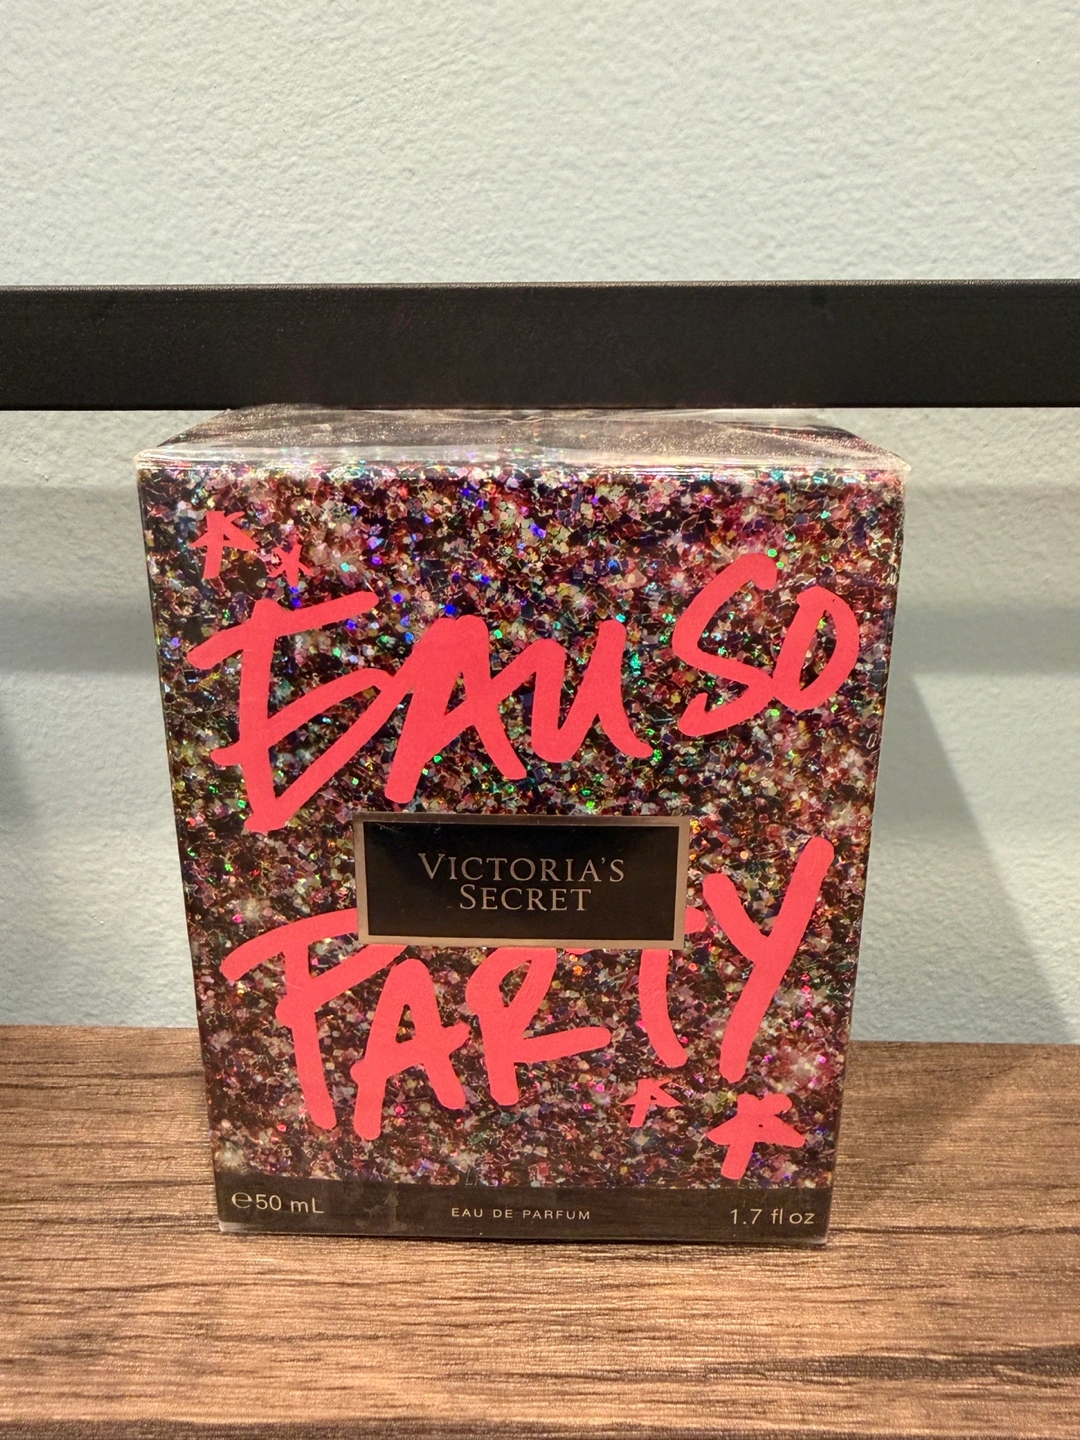 EAU SO
VICTORIA'S
SECRET
PARTY
℮50 mL
EAU DE PARFUM
1.7 fl oz